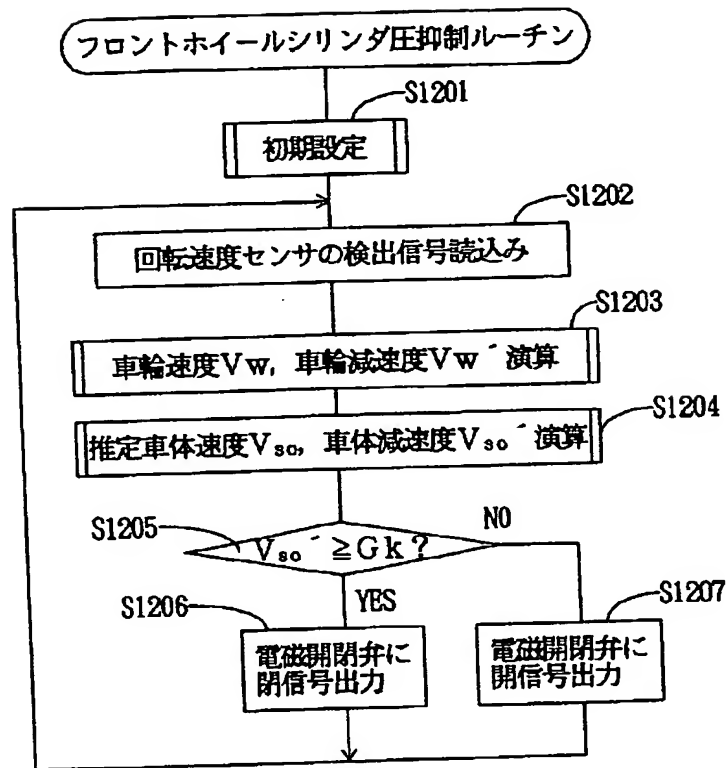 フロントホイールシリンダ圧抑制ルーチン
S1201
初期設定
S1202
回転速度センサの検出信号読込み
S1203
車輪速度Vw, 車輪減速度Vw´演算
S1204
推定車体速度Vso, 車体減速度Vso´演算
S1205
Vso´≧Gk?
NO
YES
S1206
電磁開閉弁に
閉信号出力
S1207
電磁開閉弁に
開信号出力